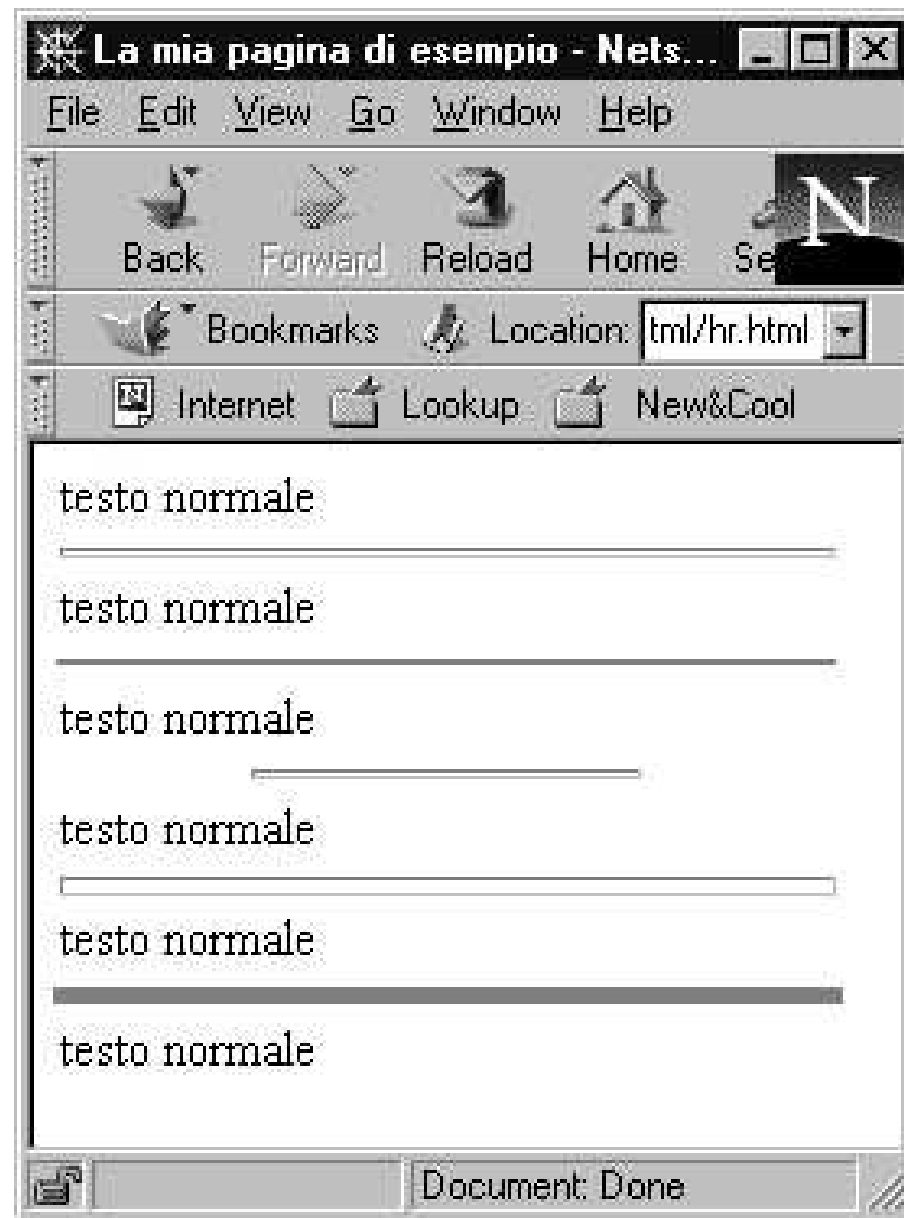 La mia pagina di esempio - Nets...
File Edit View Go Window Help
Back Forward Reload Home Se
N
Bookmarks Location: tml/hr.html
Internet Lookup New&Cool
testo normale
testo normale
testo normale
testo normale
testo normale
testo normale
Document: Done